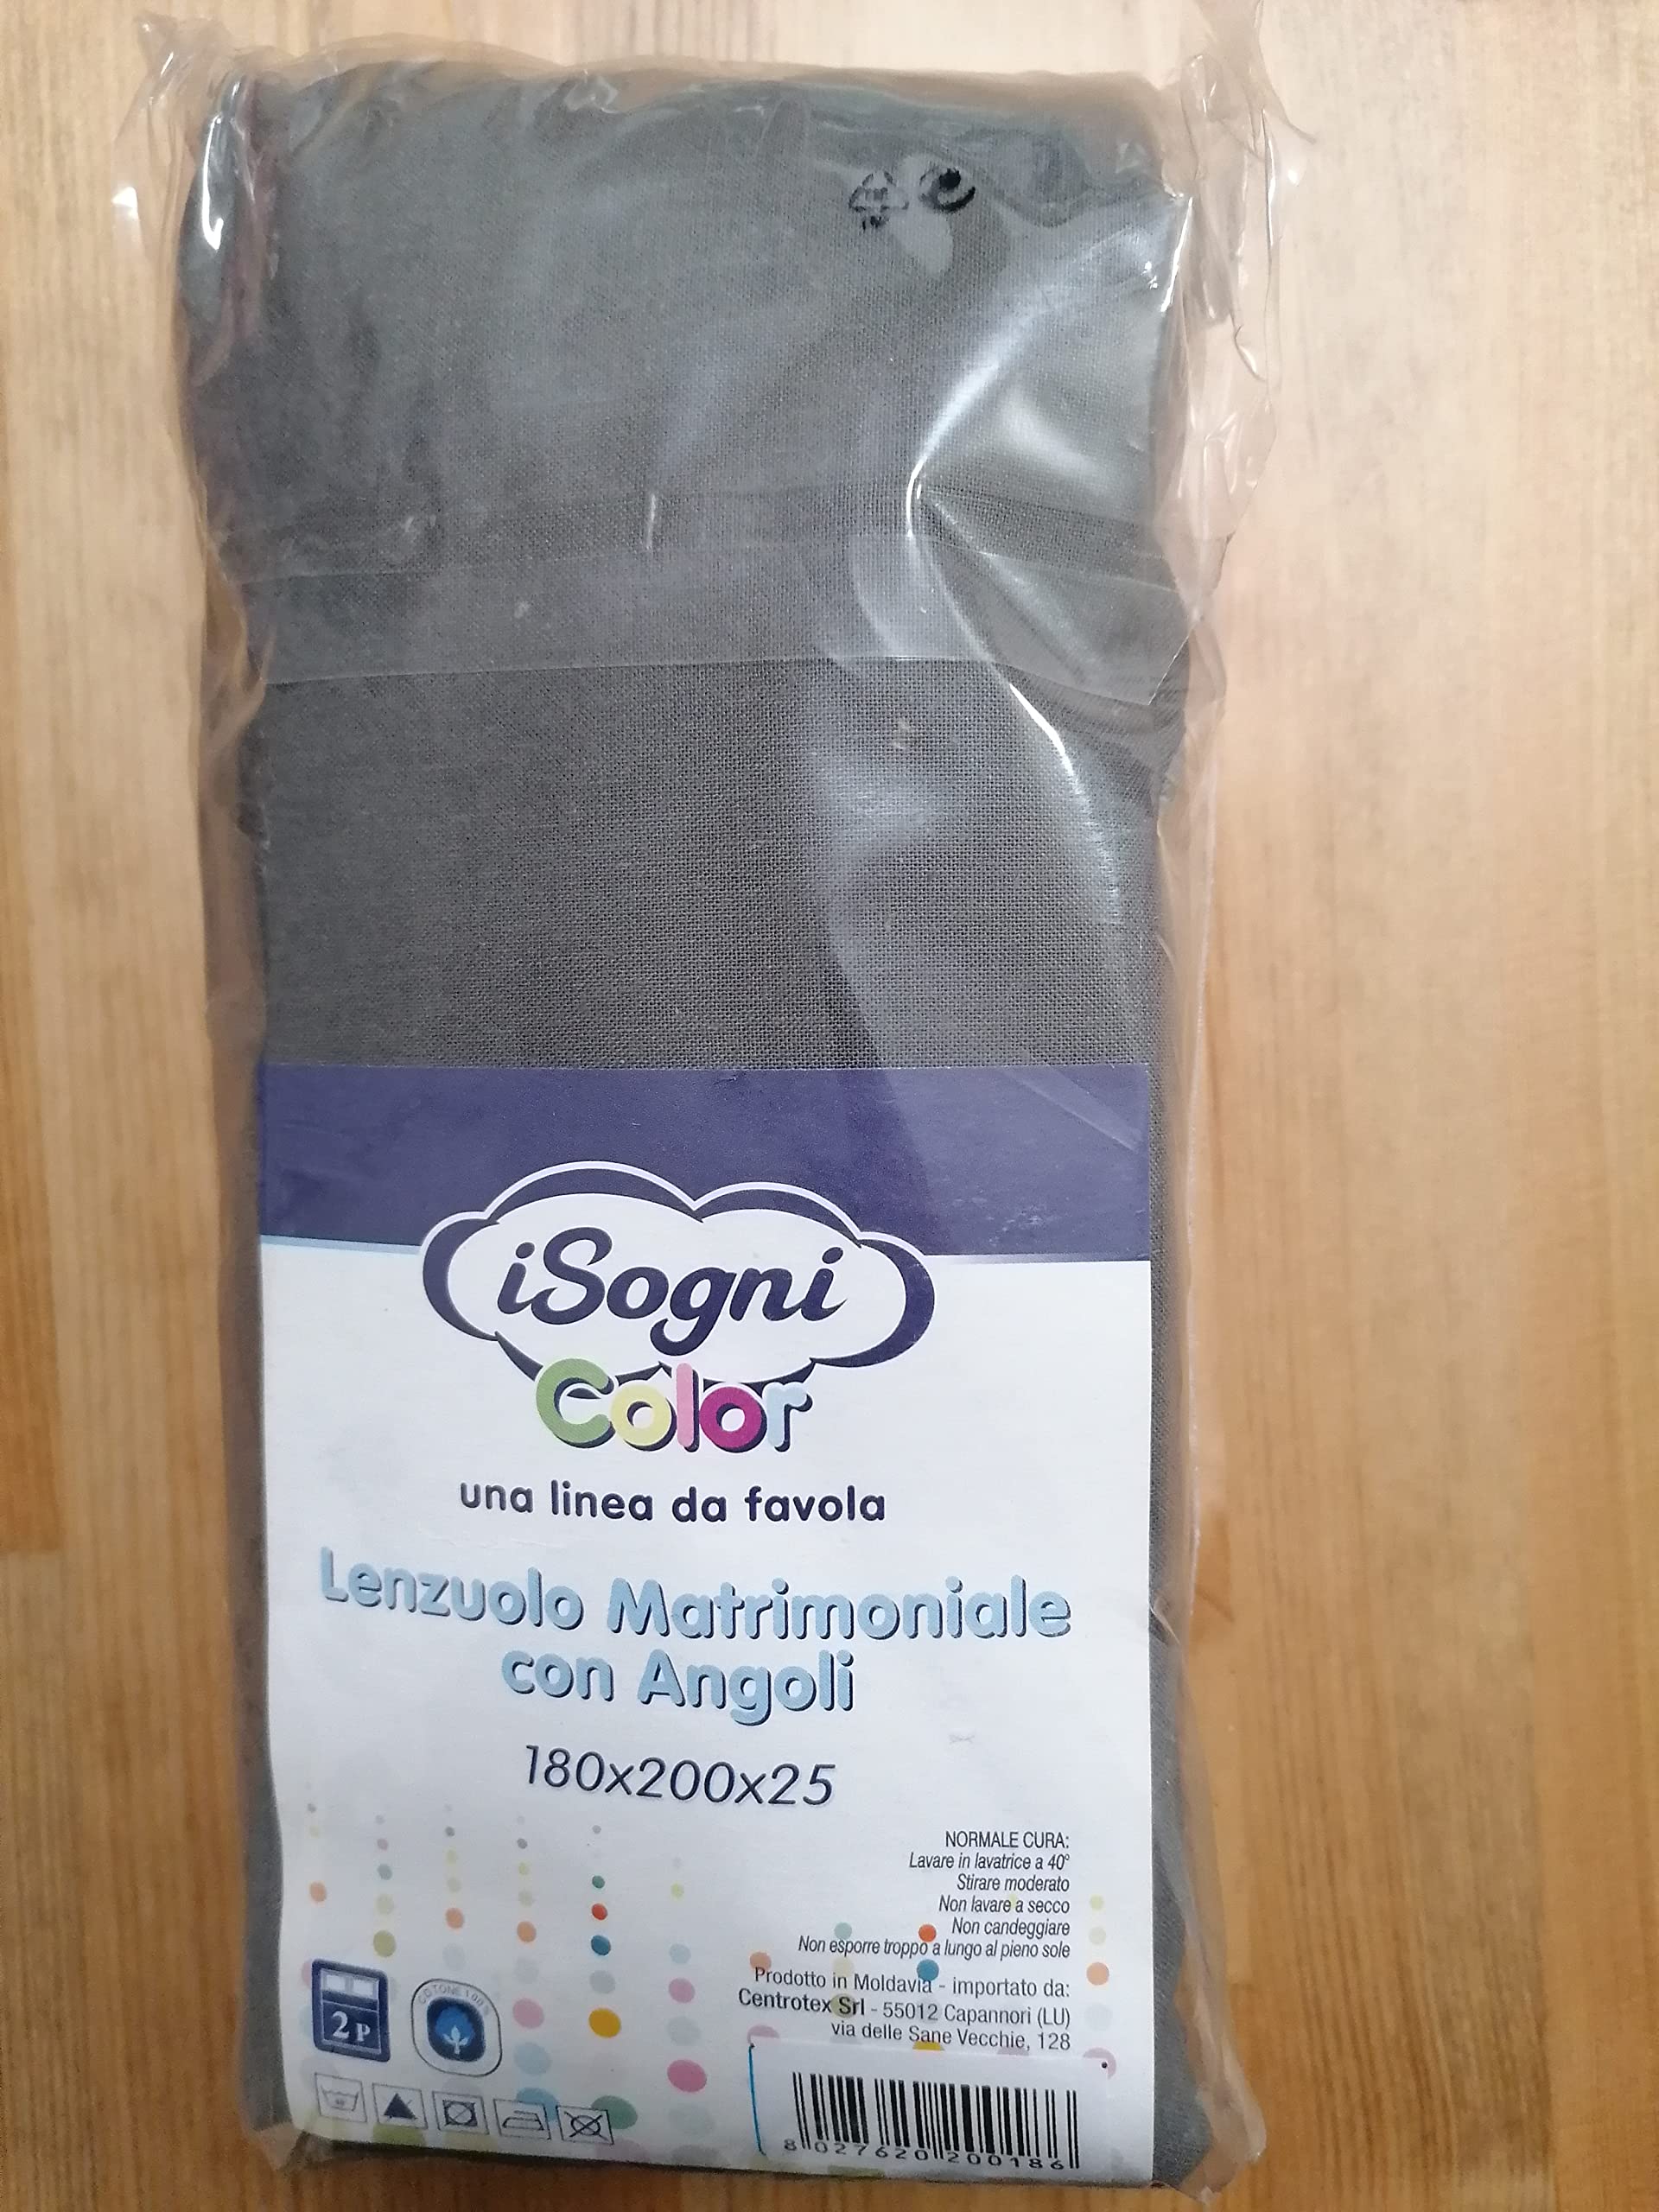 iSogni
Color
una linea da favola
Lenzuolo Matrimoniale
con Angoli
180x200x25
NORMALE CURA:
Lavare in lavatrice a 40°
Stirare moderato
Non lavare a secco
Non candeggiare
Non esporre troppo a lungo al pieno sole
Prodotto in Moldavia - importato da:
Centrotex Srl - 55012 Capannori (LU)
via delle Sane Vecchie, 128
2P
COTONE 100%
8 027620 200186